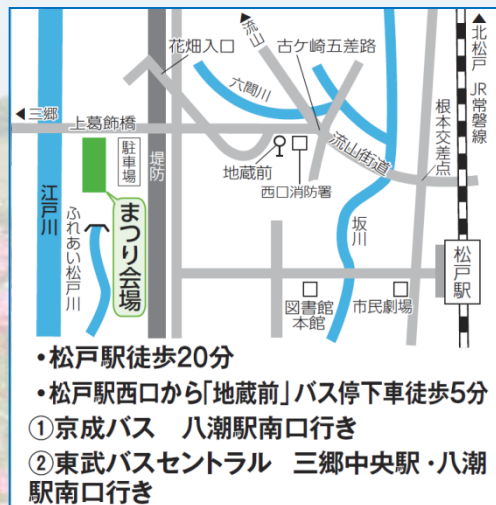 ▲流山
▲北松戸
JR常磐線
花畑入口
古ケ崎五差路
六間川
◀三郷
上葛飾橋
駐車場
堤防
地蔵前
西口消防署
流山街道
根本交差点
江戸川
ふれあい松戸川
まつり会場
坂川
松戸駅
図書館
本館
市民劇場
・松戸駅徒歩20分
・松戸駅西口から「地蔵前」バス停下車徒歩5分
①京成バス　八潮駅南口行き
②東武バスセントラル　三郷中央駅・八潮
駅南口行き